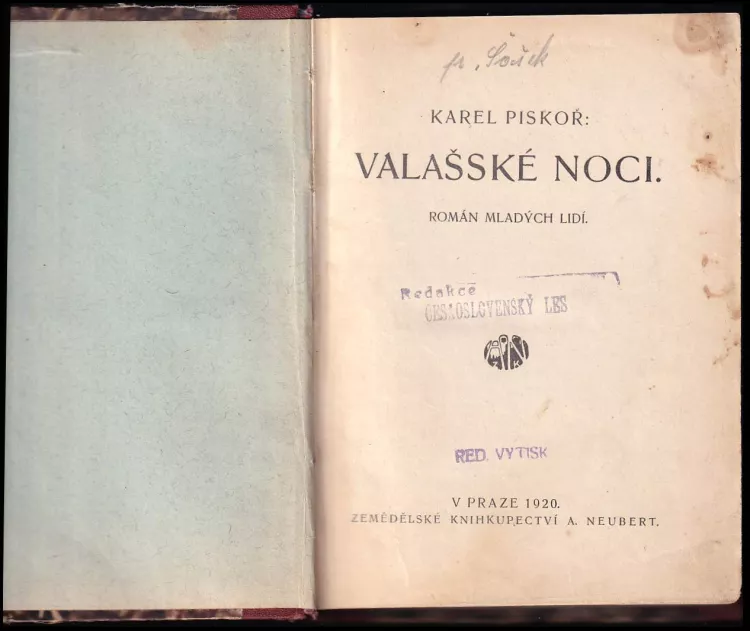 KAREL PISKOŘ:
VALAŠSKÉ NOCI.
ROMÁN MLADÝCH LIDÍ.
Redakce
ČESKOSLOVENSKÝ LES
RED. VÝTISK
V PRAZE 1920.
ZEMĚDĚLSKÉ KNIHKUPECTVÍ A. NEUBERT.